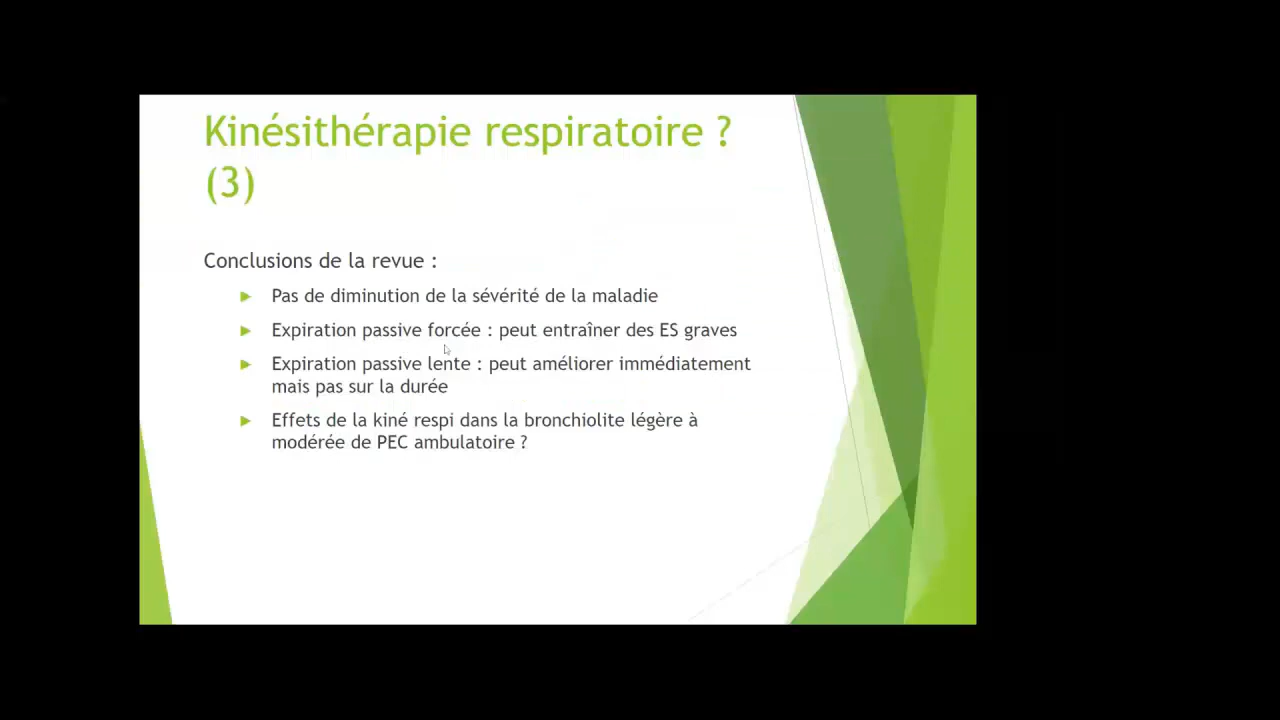 Kinésithérapie respiratoire ?
(3)
Conclusions de la revue :
Pas de diminution de la sévérité de la maladie
Expiration passive forcée : peut entraîner des ES graves
Expiration passive lente : peut améliorer immédiatement
mais pas sur la durée
Effets de la kiné respi dans la bronchiolite légère à
modérée de PEC ambulatoire ?